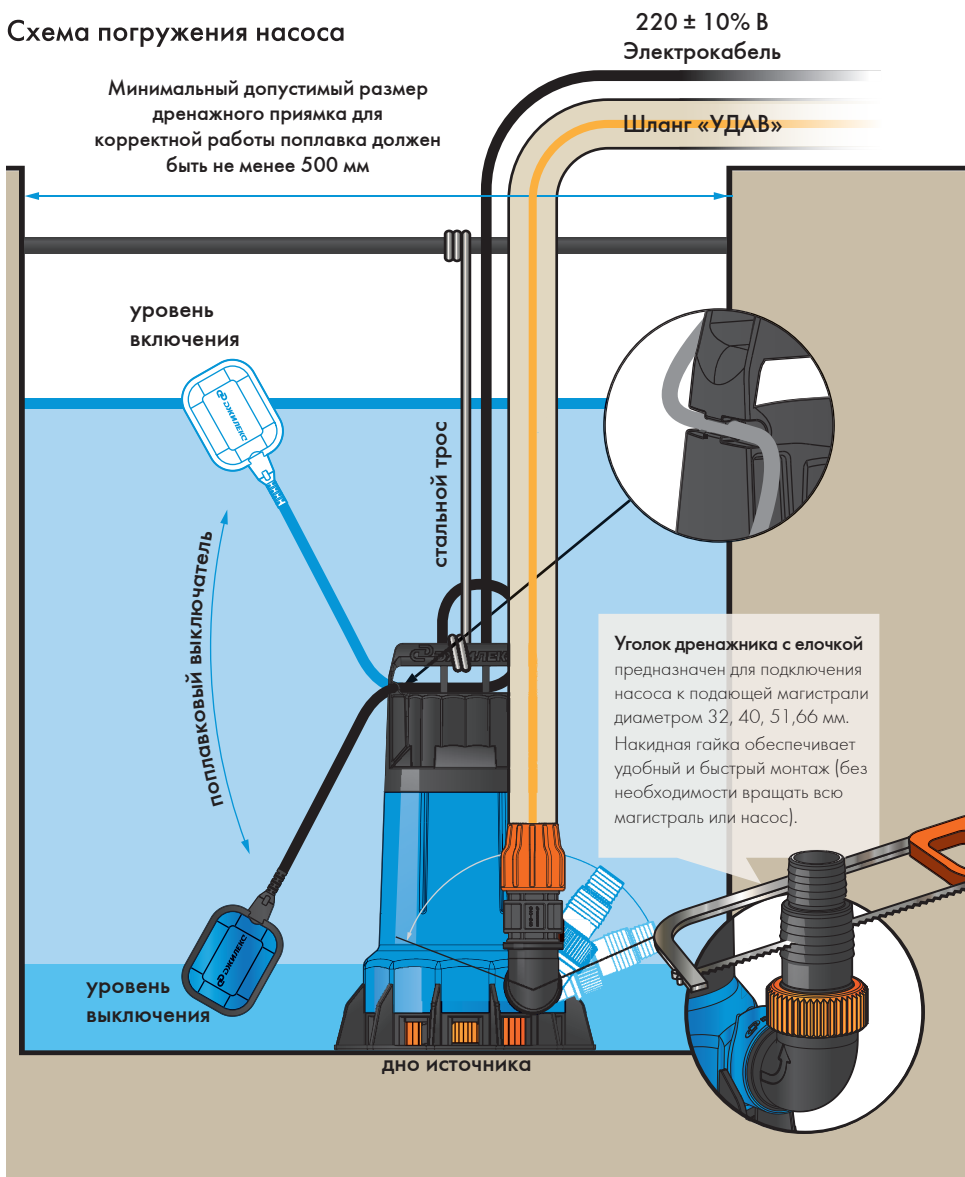 Схема погружения насоса
220 ± 10% В
Электрокабель
Минимальный допустимый размер
дренажного приямка для
корректной работы поплавка должен
быть не менее 500 мм
Шланг «УДАВ»
уровень
включения
ДЖИЛЕКС
стальной трос
поплавковый выключатель
ДЖИЛЕКС
Уголок дренажника с елочкой
предназначен для подключения
насоса к подающей магистрали
диаметром 32, 40, 51,66 мм.
Накидная гайка обеспечивает
удобный и быстрый монтаж (без
необходимости вращать всю
магистраль или насос).
ДЖИЛЕКС
уровень
выключения
дно источника